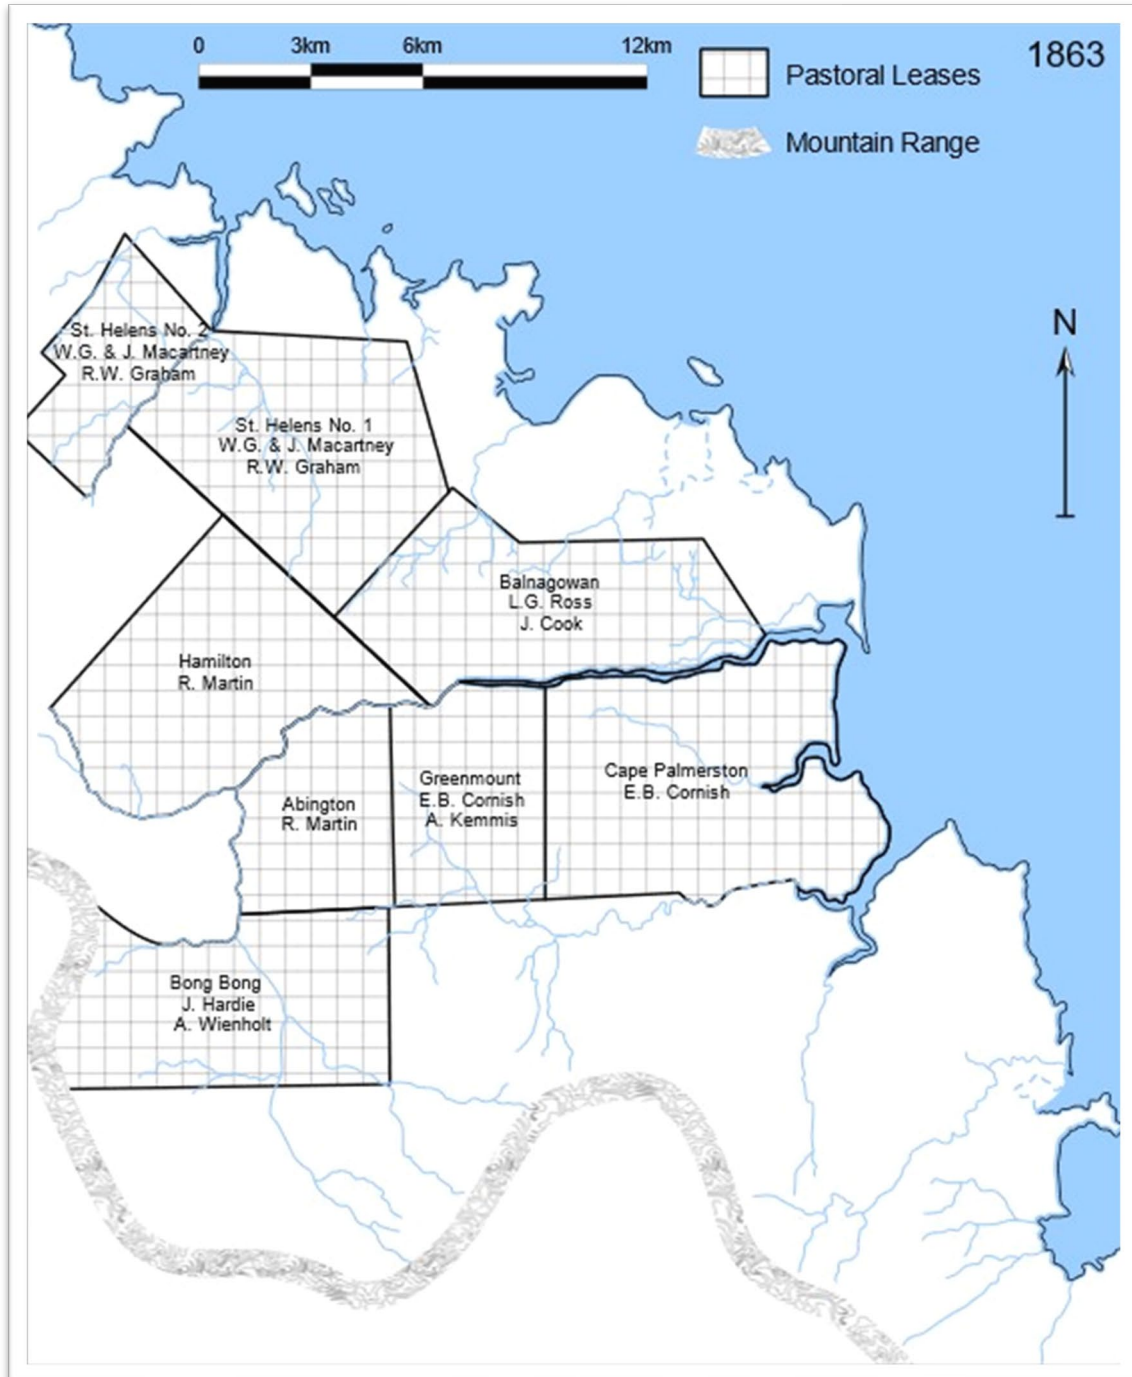 0 3km 6km 12km
1863
Pastoral Leases
Mountain Range
N
St. Helens No. 2
W.G. & J. Macartney
R.W. Graham
St. Helens No. 1
W.G. & J. Macartney
R.W. Graham
Balnagowan
L.G. Ross
J. Cook
Hamilton
R. Martin
Abington
R. Martin
Greenmount
E.B. Cornish
A. Kemmis
Cape Palmerston
E.B. Cornish
Bong Bong
J. Hardie
A. Wienholt